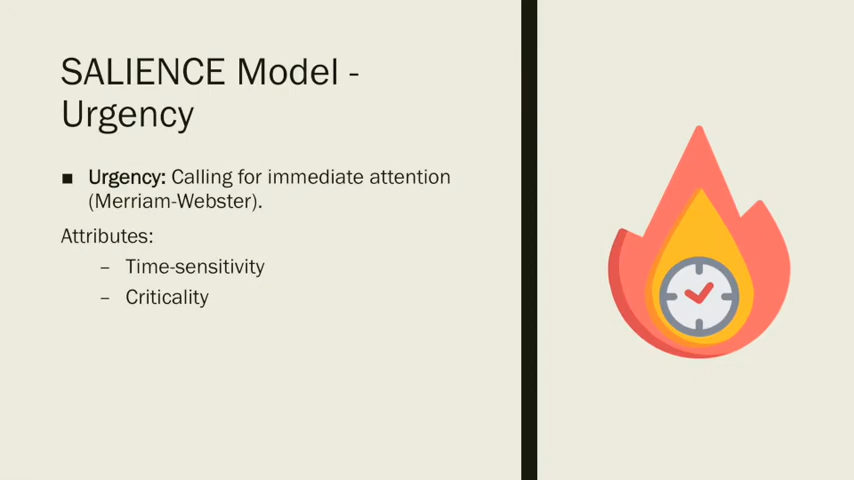 SALIENCE Model -
Urgency
■ Urgency: Calling for immediate attention
(Merriam-Webster).
Attributes:
– Time-sensitivity
– Criticality